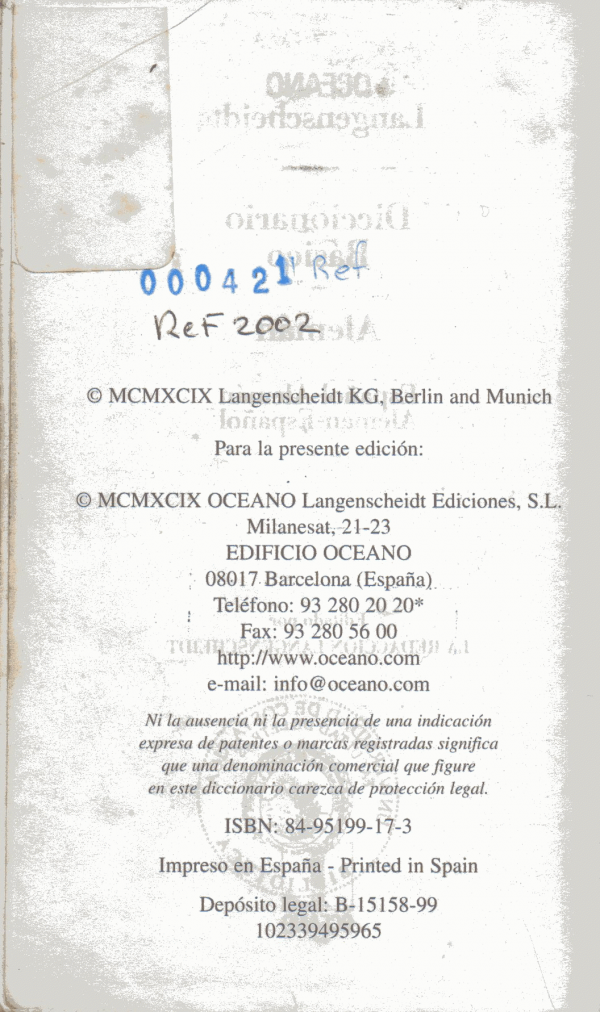 000421 Ref
Ref 2002
© MCMXCIX Langenscheidt KG, Berlin and Munich
Para la presente edición:
© MCMXCIX OCEANO Langenscheidt Ediciones, S.L.
Milanesat, 21-23
EDIFICIO OCEANO
08017 Barcelona (España)
Teléfono: 93 280 20 20*
Fax: 93 280 56 00
http://www.oceano.com
e-mail: info@oceano.com
Ni la ausencia ni la presencia de una indicación
expresa de patentes o marcas registradas significa
que una denominación comercial que figure
en este diccionario carezca de protección legal.
ISBN: 84-95199-17-3
Impreso en España - Printed in Spain
Depósito legal: B-15158-99
102339495965